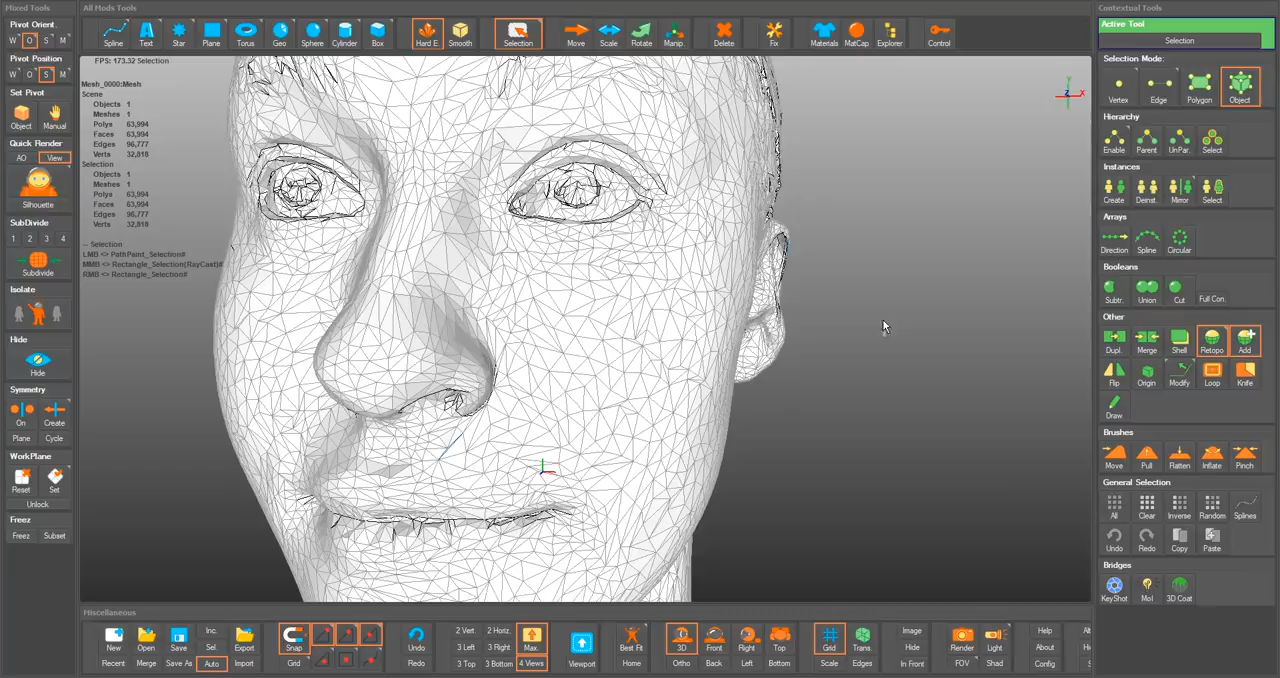 Mixed Tools
Pivot Orient.
W O S M
Pivot Position
W O S M
Set Pivot
Object Manual
Quick Render
AO View
Silhouette
SubDivide
1 2 3 4
Subdivide
Isolate
Hide
Hide
Symmetry
On Create
Plane Cycle
WorkPlane
Reset Set
Unlock
Freez
Freez Subset
All Mods Tools
Spline Text Star Plane Torus Geo Sphere Cylinder Box Hard E. Smooth Selection Move Scale Rotate Manip. Delete Fix Materials MatCap Explorer Control
FPS: 173.32 Selection
Mesh_0000:Mesh
Scene
Objects 1
Meshes 1
Polys 63,994
Faces 63,994
Edges 96,777
Verts 32,818
Selection
Objects 1
Meshes 1
Polys 63,994
Faces 63,994
Edges 96,777
Verts 32,818
-- Selection
LMB <> PathPaint_Selection#
MMB <> Rectangle_Selection(RayCast)#
RMB <> Rectangle_Selection#
Y
Z X
Contextual Tools
Active Tool
Selection
Selection Mode:
Vertex Edge Polygon Object
Hierarchy
Enable Parent UnPar. Select
Instances
Create Deinst. Mirror Select
Arrays
Direction Spline Circular
Booleans
Subtr. Union Cut Full Con.
Other
Dupl. Merge Shell Retopo Add
Flip Origin Modify Loop Knife
Draw
Brushes
Move Pull Flatten Inflate Pinch
General Selection
All Clear Inverse Random Splines
Undo Redo Copy Paste
Bridges
KeyShot MoI 3D Coat
Miscellaneous
New Open Save Inc. Sel. Export Snap Undo 2 Vert. 2 Horz. Max. Viewport Best Fit 3D Front Right Top Grid Trans. Image Hide Render Light Help About
3 Left 3 Right
Recent Merge Save As Auto Import Grid Redo 3 Top 3 Bottom 4 Views Home Ortho Back Left Bottom Scale Edges In Front FOV Shad Config